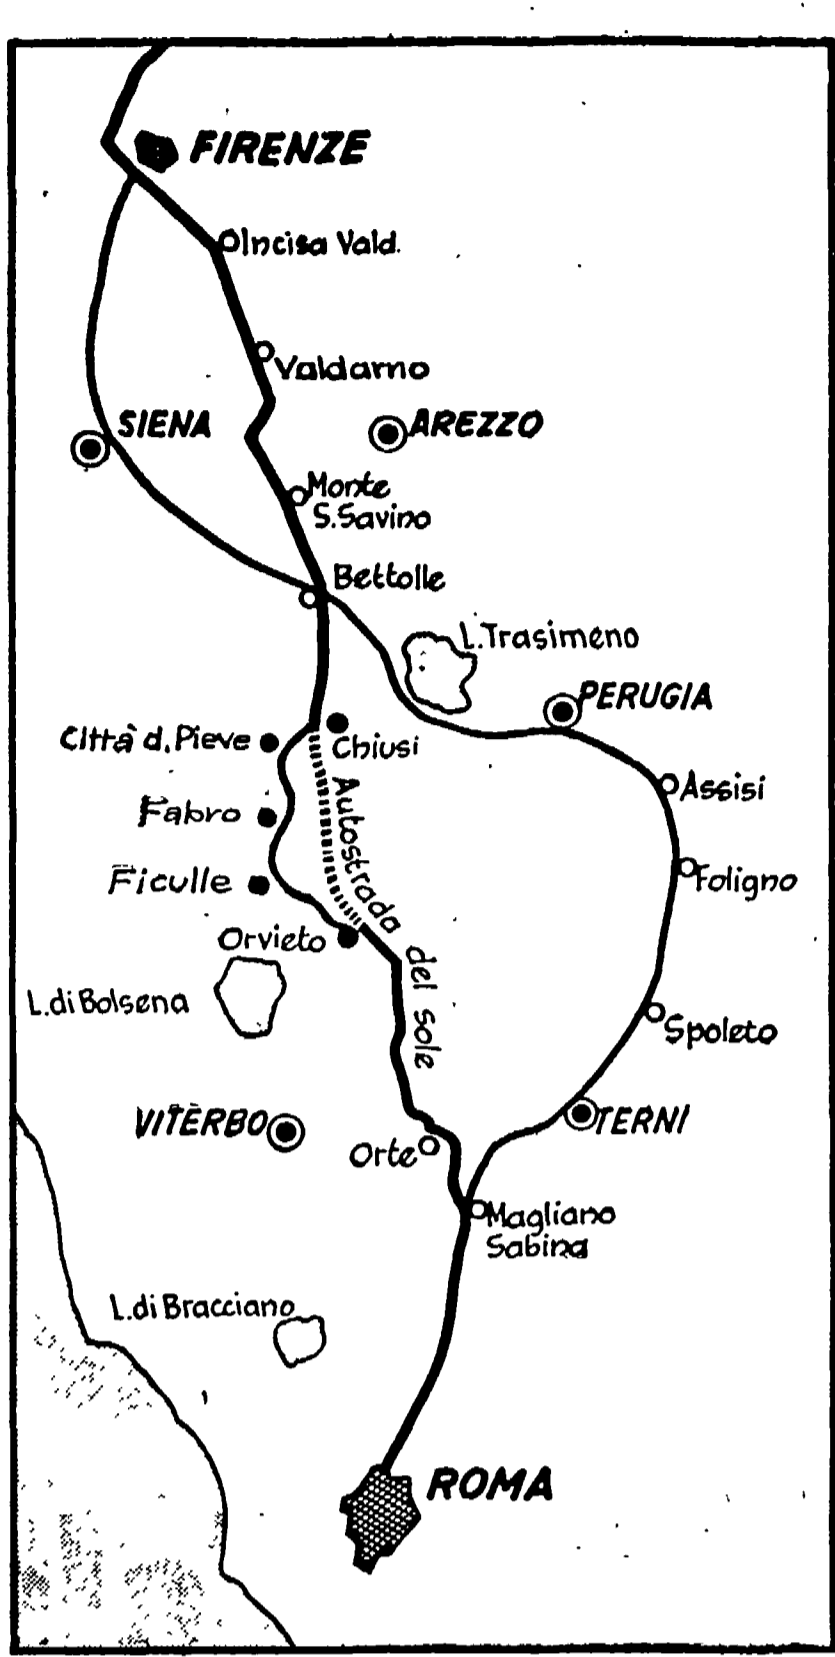 FIRENZE
Incisa Vald.
Valdarno
SIENA
AREZZO
Monte
S.Savino
Bettolle
L.Trasimeno
PERUGIA
Città d. Pieve
Chiusi
Assisi
Autostrada del sole
Fabro
Foligno
Ficulle
Orvieto
L.di Bolsena
Spoleto
VITERBO
TERNI
Orte
Magliano
Sabina
L.di Bracciano
ROMA